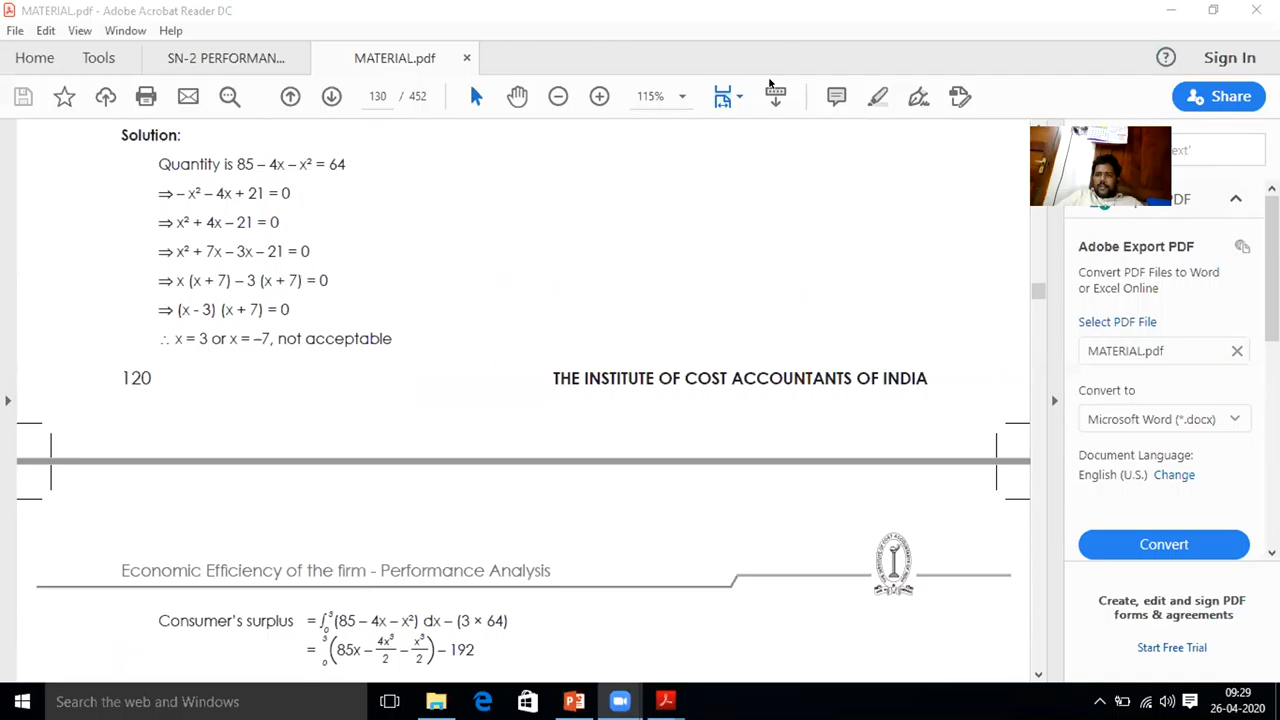 MATERIAL.pdf - Adobe Acrobat Reader DC
File Edit View Window Help
Home Tools SN-2 PERFORMAN... MATERIAL.pdf × Sign In
130 / 452 115% Share
Solution:
Quantity is 85 – 4x – x² = 64
⇒ – x² – 4x + 21 = 0
⇒ x² + 4x – 21 = 0
⇒ x² + 7x – 3x – 21 = 0
⇒ x (x + 7) – 3 (x + 7) = 0
⇒ (x - 3) (x + 7) = 0
∴ x = 3 or x = –7, not acceptable
120 THE INSTITUTE OF COST ACCOUNTANTS OF INDIA
Economic Efficiency of the firm - Performance Analysis
Consumer's surplus = ∫₀³ (85 – 4x – x²) dx – (3 × 64)
= ₀³ (85x – 4x³/2 – x³/2) – 192
ext'
PDF
Adobe Export PDF
Convert PDF Files to Word
or Excel Online
Select PDF File
MATERIAL.pdf
Convert to
Microsoft Word (*.docx)
Document Language:
English (U.S.) Change
Convert
Create, edit and sign PDF
forms & agreements
Start Free Trial
Search the web and Windows
09:29
26-04-2020